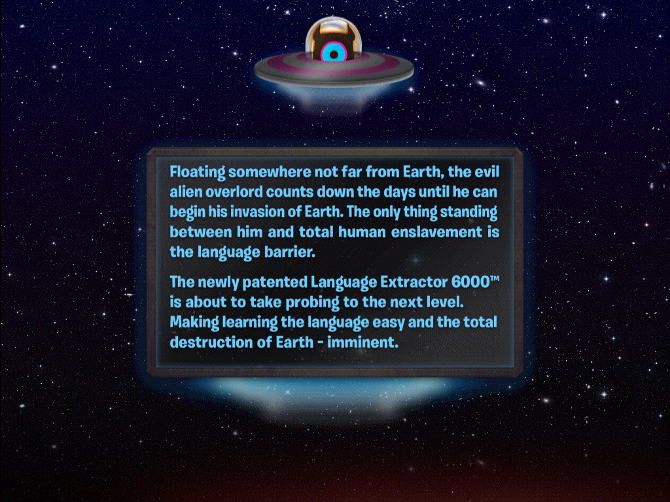 Floating somewhere not far from Earth, the evil
alien overlord counts down the days until he can
begin his invasion of Earth. The only thing standing
between him and total human enslavement is
the language barrier.
The newly patented Language Extractor 6000™
is about to take probing to the next level.
Making learning the language easy and the total
destruction of Earth - imminent.